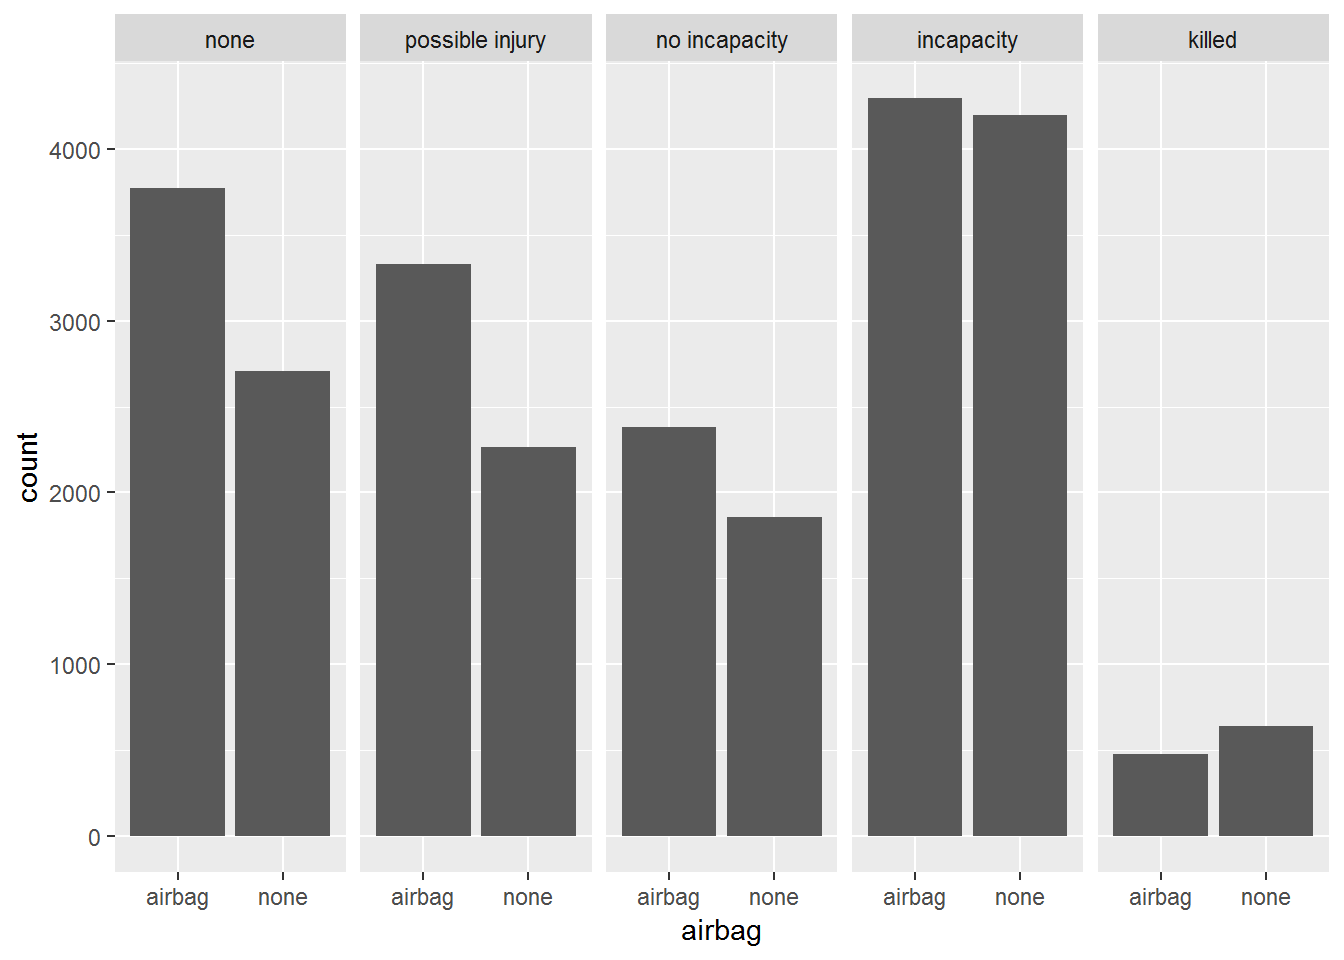 none possible injury no incapacity incapacity killed
4000
3000
2000
1000
0
count
airbag none airbag none airbag none airbag none airbag none
airbag